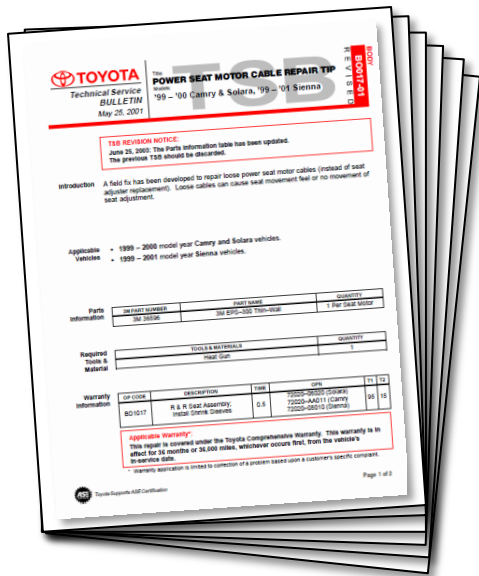 TOYOTA
Technical Service
BULLETIN
May 25, 2001
TSB
Title:
POWER SEAT MOTOR CABLE REPAIR TIP
Models:
'99 – '00 Camry & Solara, '99 – '01 Sienna
BODY
BO017-01
REVISED
TSB REVISION NOTICE:
June 25, 2003: The Parts Information table has been updated.
The previous TSB should be discarded.
Introduction
A field fix has been developed to repair loose power seat motor cables (instead of seat
adjuster replacement). Loose cables can cause seat movement feel or no movement of
seat adjustment.
Applicable
Vehicles
• 1999 – 2000 model year Camry and Solara vehicles.
• 1999 – 2001 model year Sienna vehicles.
Parts
Information
3M PART NUMBER PART NAME QUANTITY
3M 36596 3M EPS–300 Thin–Wall 1 Per Seat Motor
Required
Tools &
Material
TOOLS & MATERIALS QUANTITY
Heat Gun 1
Warranty
Information
OP CODE DESCRIPTION TIME OFN T1 T2
BD1017 R & R Seat Assembly; 0.5 (Solara) 95 15
Install Shrink Sleeves 72020–AA011 (Camry
72020–08010 (Sienna)
Applicable Warranty*:
This repair is covered under the Toyota Comprehensive Warranty. This warranty is in
effect for 36 months or 36,000 miles, whichever occurs first, from the vehicle's
in-service date.
* Warranty application is limited to correction of a problem based upon a customer's specific complaint.
ASE
Toyota Supports ASE Certification
Page 1 of 3